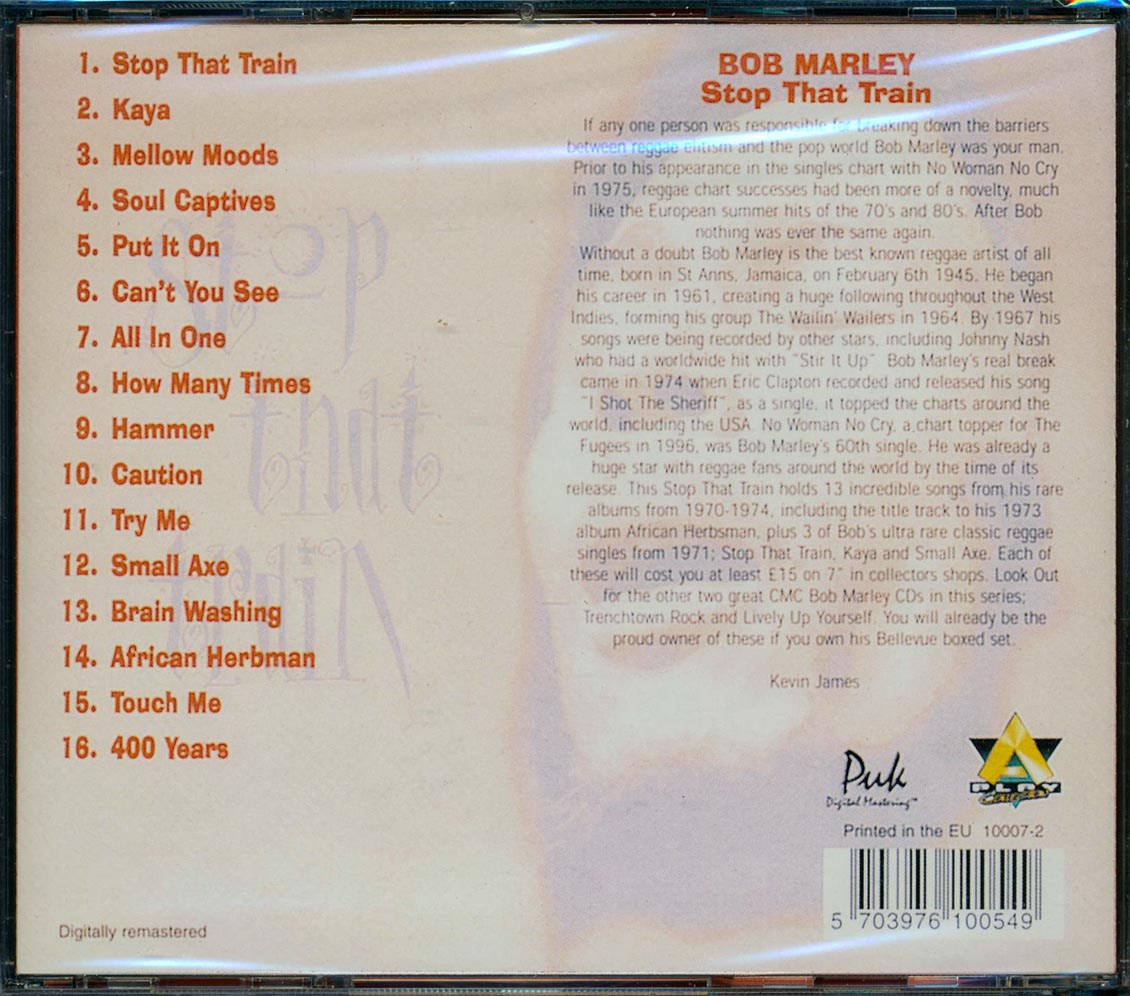 1. Stop That Train
2. Kaya
3. Mellow Moods
4. Soul Captives
5. Put It On
6. Can't You See
7. All In One
8. How Many Times
9. Hammer
10. Caution
11. Try Me
12. Small Axe
13. Brain Washing
14. African Herbman
15. Touch Me
16. 400 Years
Digitally remastered
Stop
that
Train
BOB MARLEY
Stop That Train
If any one person was responsible for breaking down the barriers
between reggae elitism and the pop world Bob Marley was your man.
Prior to his appearance in the singles chart with No Woman No Cry
in 1975, reggae chart successes had been more of a novelty, much
like the European summer hits of the 70's and 80's. After Bob
nothing was ever the same again.
Without a doubt Bob Marley is the best known reggae artist of all
time, born in St Anns, Jamaica, on February 6th 1945. He began
his career in 1961, creating a huge following throughout the West
Indies, forming his group The Wailin' Wailers in 1964. By 1967 his
songs were being recorded by other stars, including Johnny Nash
who had a worldwide hit with "Stir It Up" Bob Marley's real break
came in 1974 when Eric Clapton recorded and released his song
"I Shot The Sheriff", as a single, it topped the charts around the
world, including the USA. No Woman No Cry, a chart topper for The
Fugees in 1996, was Bob Marley's 60th single. He was already a
huge star with reggae fans around the world by the time of its
release. This Stop That Train holds 13 incredible songs from his rare
albums from 1970-1974, including the title track to his 1973
album African Herbsman, plus 3 of Bob's ultra rare classic reggae
singles from 1971; Stop That Train, Kaya and Small Axe. Each of
these will cost you at least £15 on 7" in collectors shops. Look Out
for the other two great CMC Bob Marley CDs in this series;
Trenchtown Rock and Lively Up Yourself. You will already be the
proud owner of these if you own his Bellevue boxed set.
Kevin James
Puk
Digital Mastering™
A
PLAY
Collection
Printed in the EU 10007-2
5 703976 100549